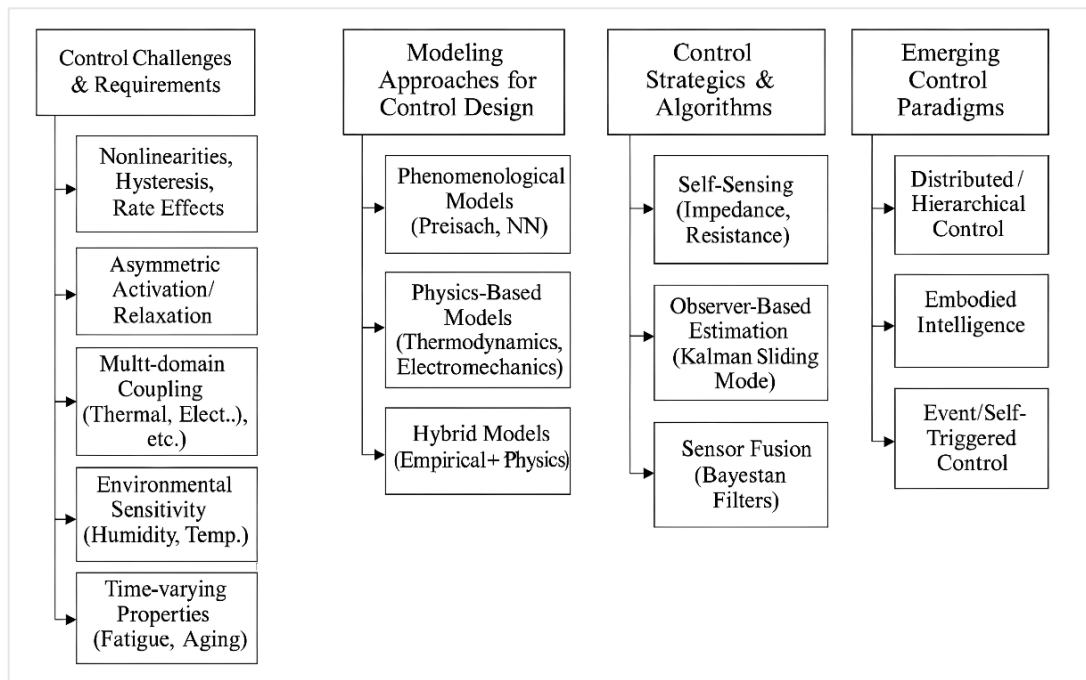 Control Challenges
& Requirements
Nonlinearities,
Hysteresis,
Rate Effects
Asymmetric
Activation/
Relaxation
Multt-domain
Coupling
(Thermal, Elect..),
etc.)
Environmental
Sensitivity
(Humidity, Temp.)
Time-varying
Properties
(Fatigue, Aging)
Modeling
Approaches for
Control Design
Phenomenological
Models
(Preisach, NN)
Physics-Based
Models
(Thermodynamics,
Electromechanics)
Hybrid Models
(Empirical+ Physics)
Control
Strategics &
Algorithms
Self-Sensing
(Impedance,
Resistance)
Observer-Based
Estimation
(Kalman Sliding
Mode)
Sensor Fusion
(Bayestan
Filters)
Emerging
Control
Paradigms
Distributed/
Hierarchical
Control
Embodied
Intelligence
Event/Self-
Triggered
Control